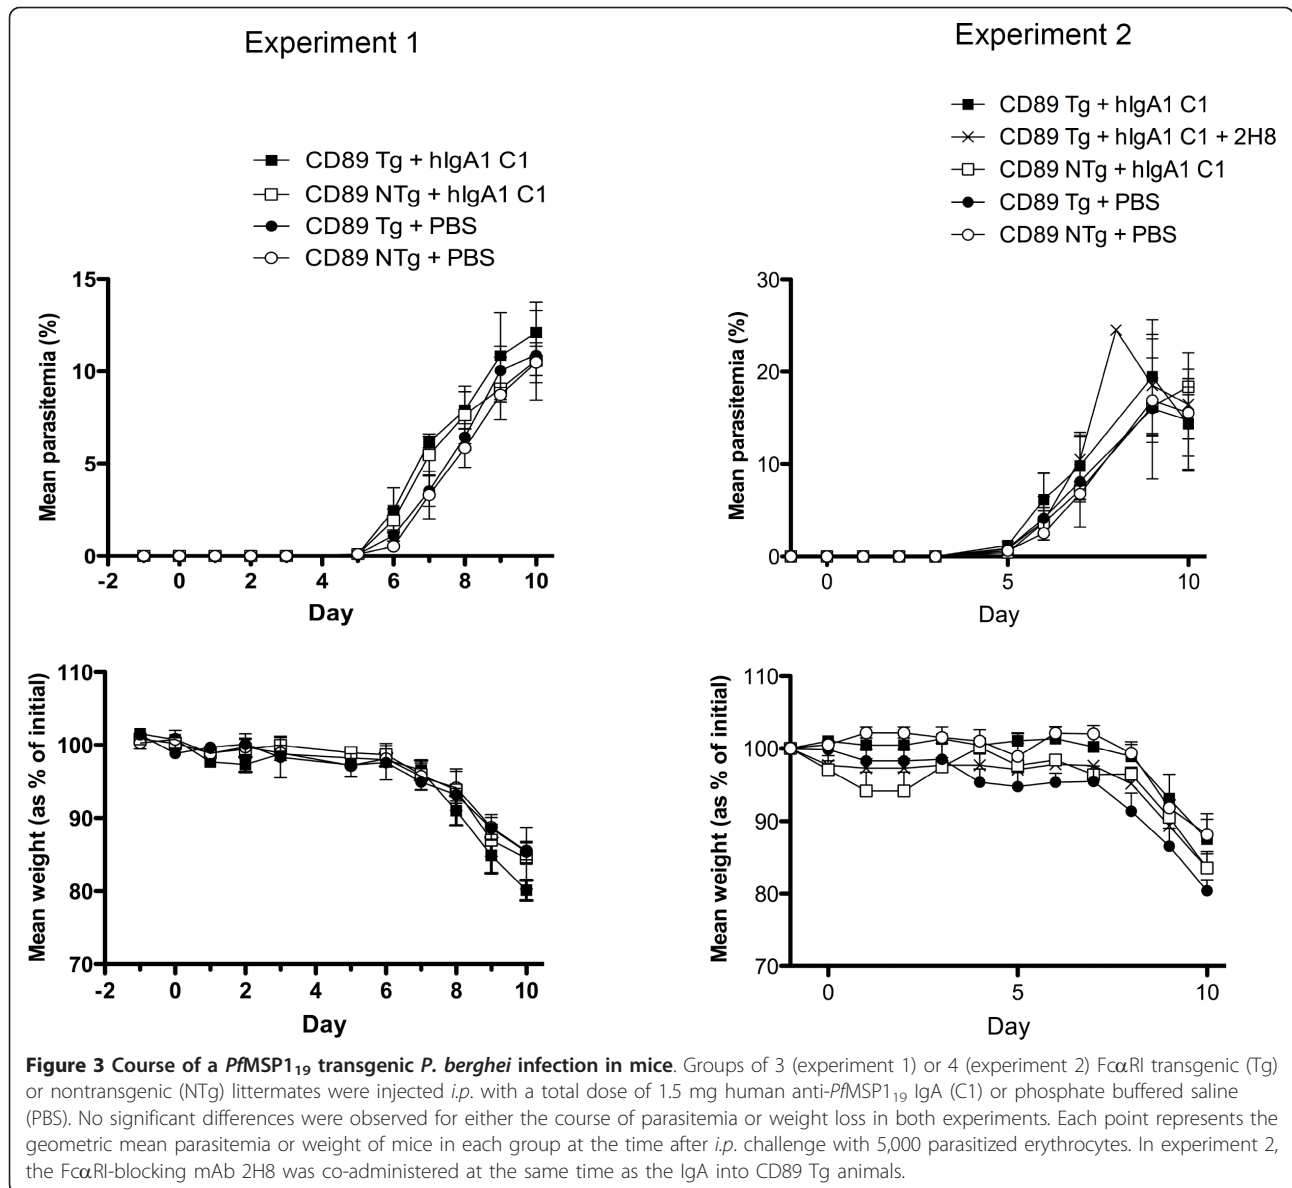 Experiment 1
CD89 Tg + hIgA1 C1
CD89 NTg + hIgA1 C1
CD89 Tg + PBS
CD89 NTg + PBS
Mean parasitemia (%)
15
10
5
0
-2 0 2 4 6 8 10
Day
Experiment 2
CD89 Tg + hIgA1 C1
CD89 Tg + hIgA1 C1 + 2H8
CD89 NTg + hIgA1 C1
CD89 Tg + PBS
CD89 NTg + PBS
Mean parasitemia (%)
30
20
10
0
0 5 10
Day
Mean weight (as % of initial)
110
100
90
80
70
-2 0 2 4 6 8 10
Day
Mean weight (as % of initial)
110
100
90
80
70
0 5 10
Day
Figure 3 Course of a PfMSP1₁₉ transgenic P. berghei infection in mice. Groups of 3 (experiment 1) or 4 (experiment 2) FcαRI transgenic (Tg)
or nontransgenic (NTg) littermates were injected i.p. with a total dose of 1.5 mg human anti-PfMSP1₁₉ IgA (C1) or phosphate buffered saline
(PBS). No significant differences were observed for either the course of parasitemia or weight loss in both experiments. Each point represents the
geometric mean parasitemia or weight of mice in each group at the time after i.p. challenge with 5,000 parasitized erythrocytes. In experiment 2,
the FcαRI-blocking mAb 2H8 was co-administered at the same time as the IgA into CD89 Tg animals.